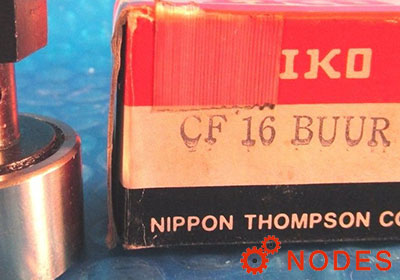 IKO
CF 16 BUUR
NIPPON THOMPSON CO
NODES